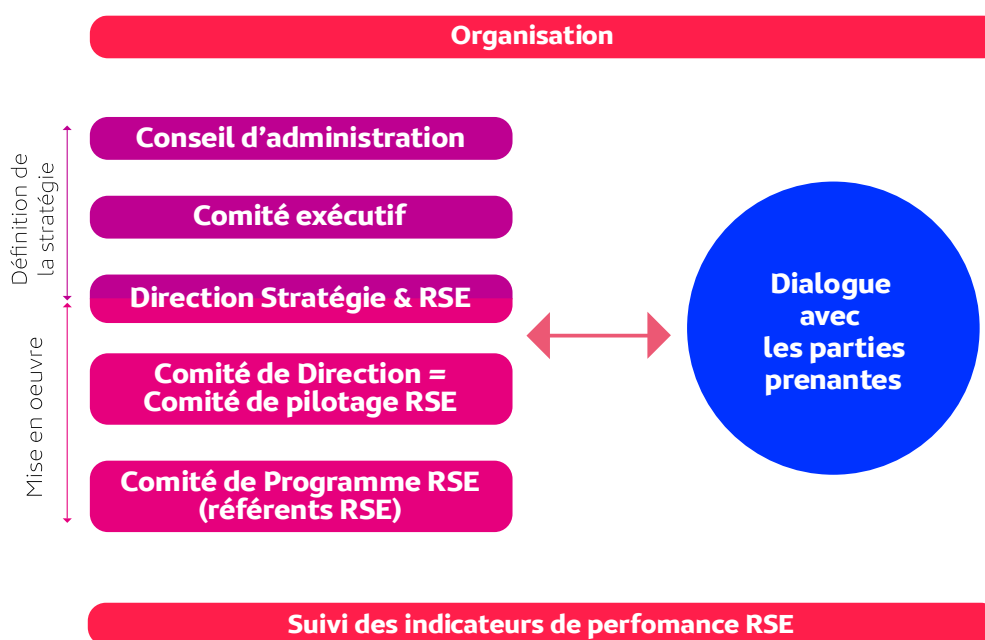 Organisation
Définition de
la stratégie
Conseil d'administration
Comité exécutif
Direction Stratégie & RSE
Mise en oeuvre
Comité de Direction =
Comité de pilotage RSE
Comité de Programme RSE
(référents RSE)
Dialogue
avec
les parties
prenantes
Suivi des indicateurs de perfomance RSE